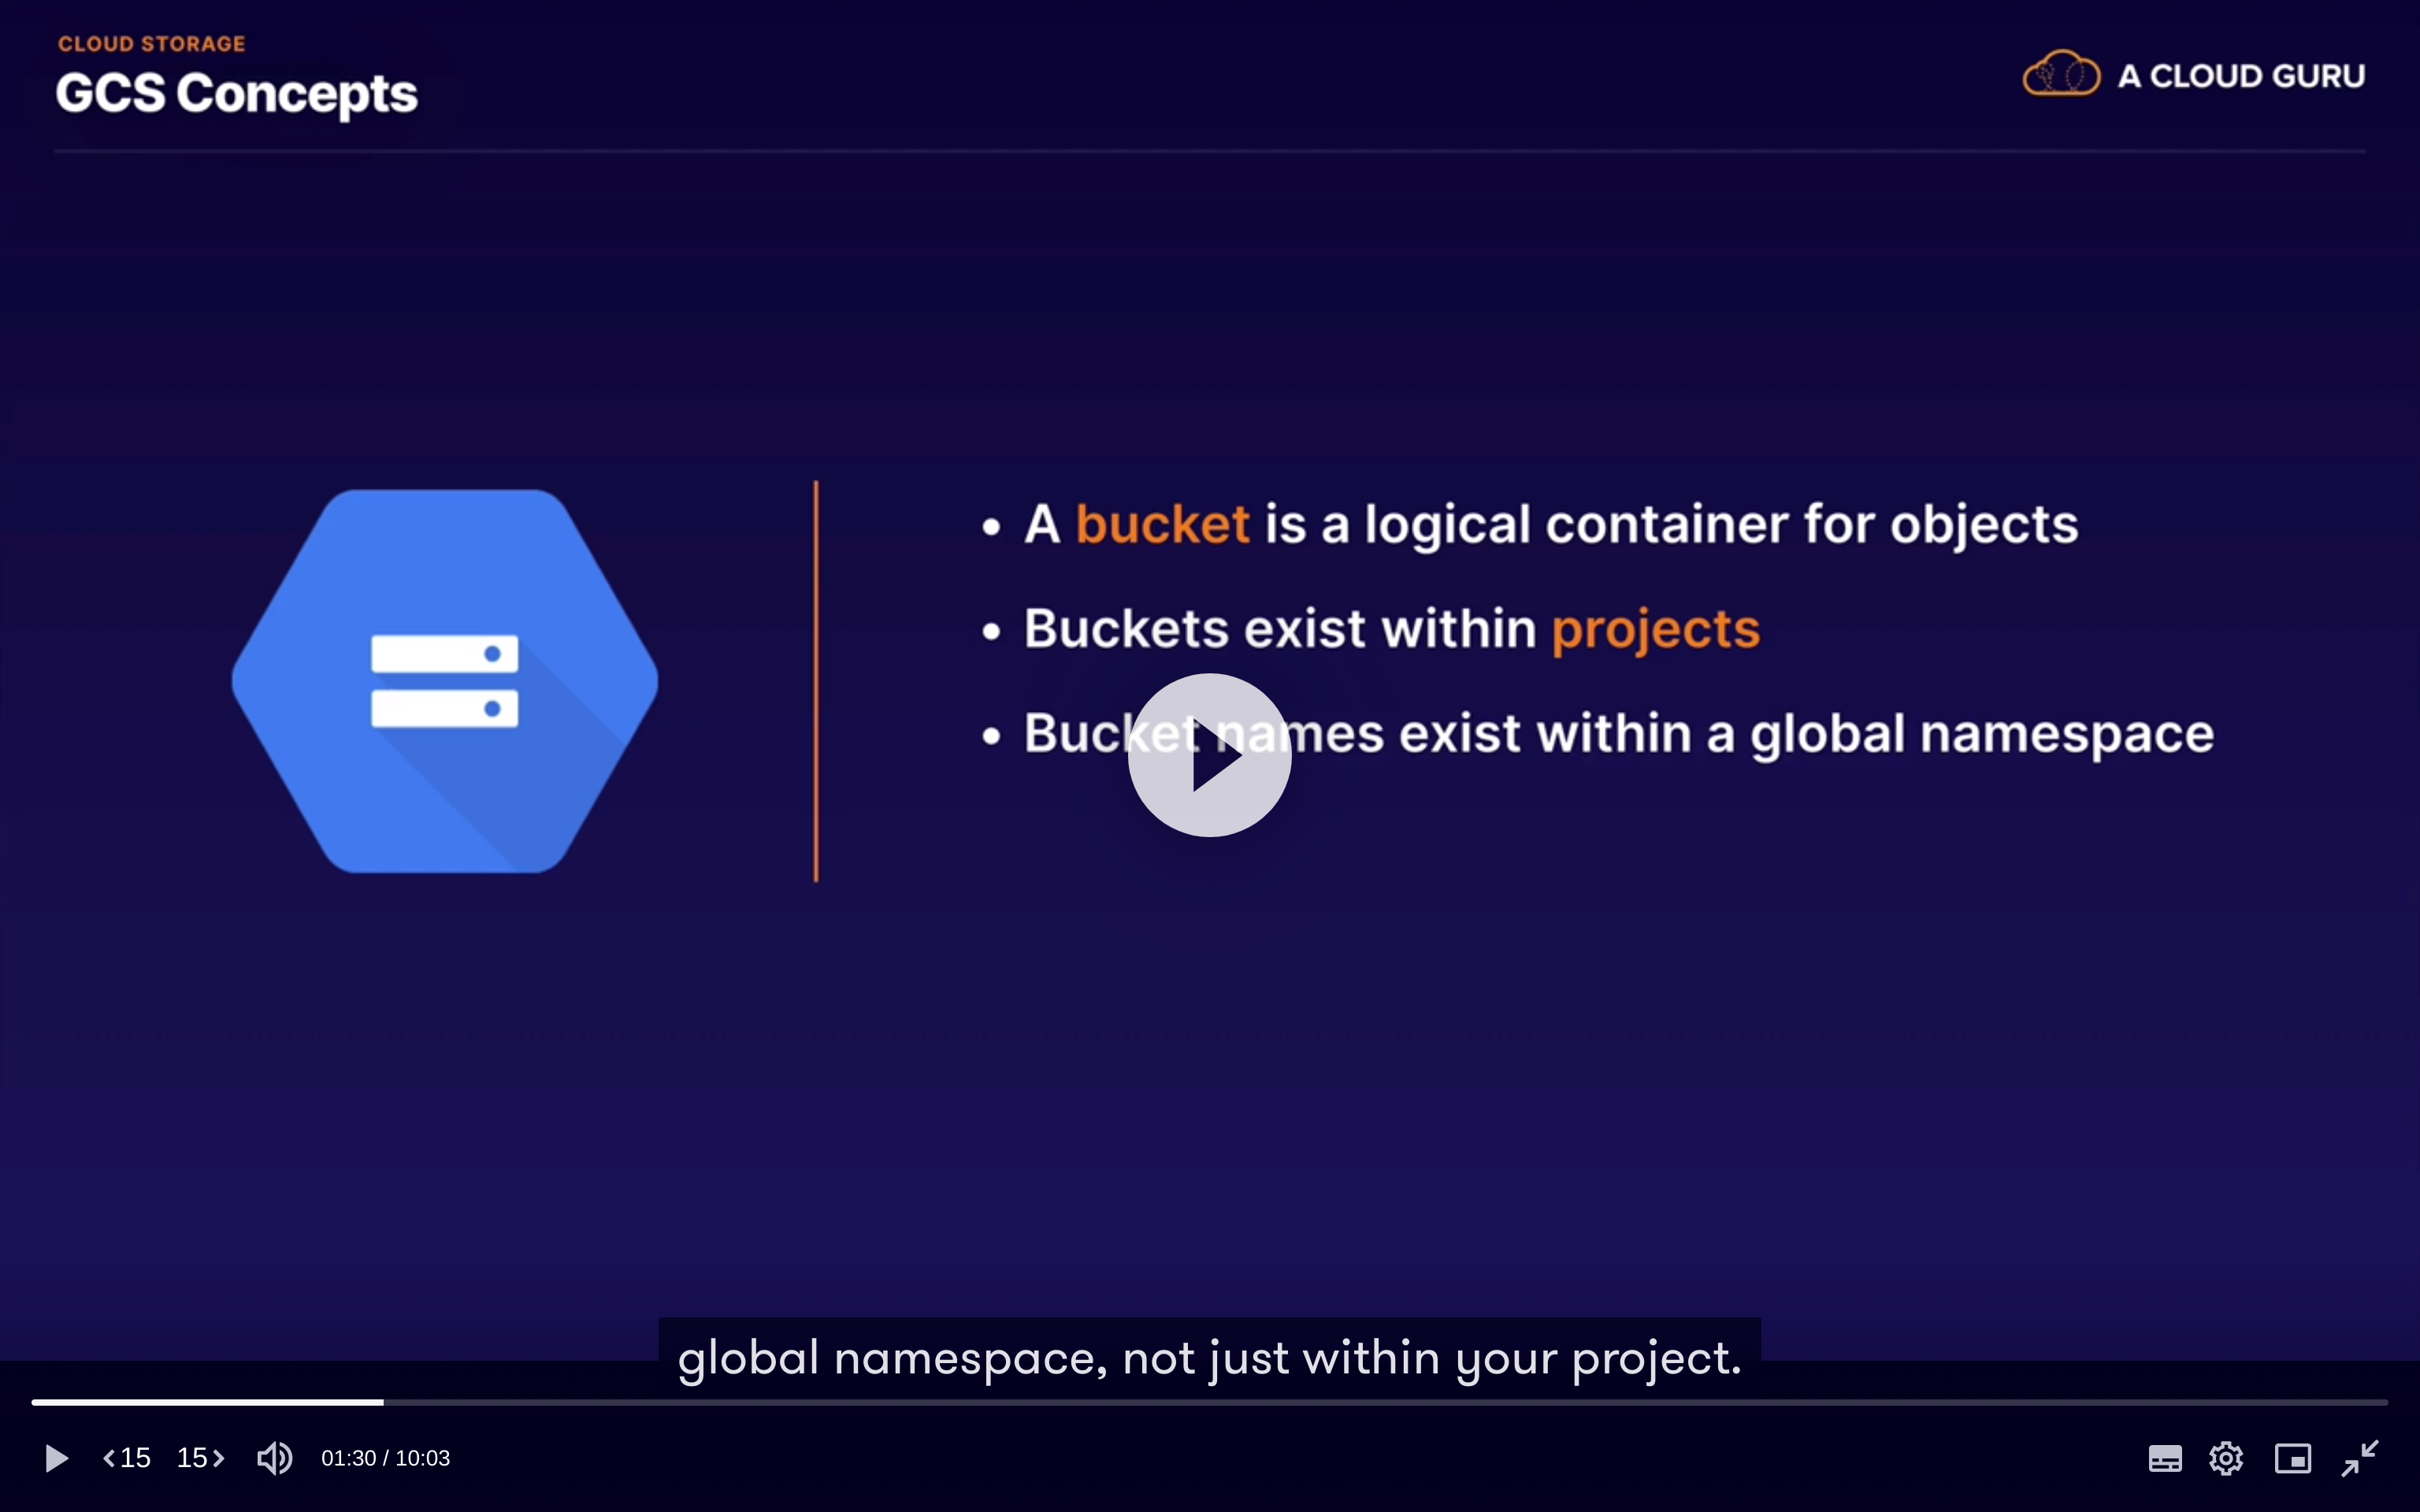 CLOUD STORAGE
GCS Concepts
A CLOUD GURU
• A bucket is a logical container for objects
• Buckets exist within projects
• Bucket names exist within a global namespace
global namespace, not just within your project.
<15 15> 01:30 / 10:03